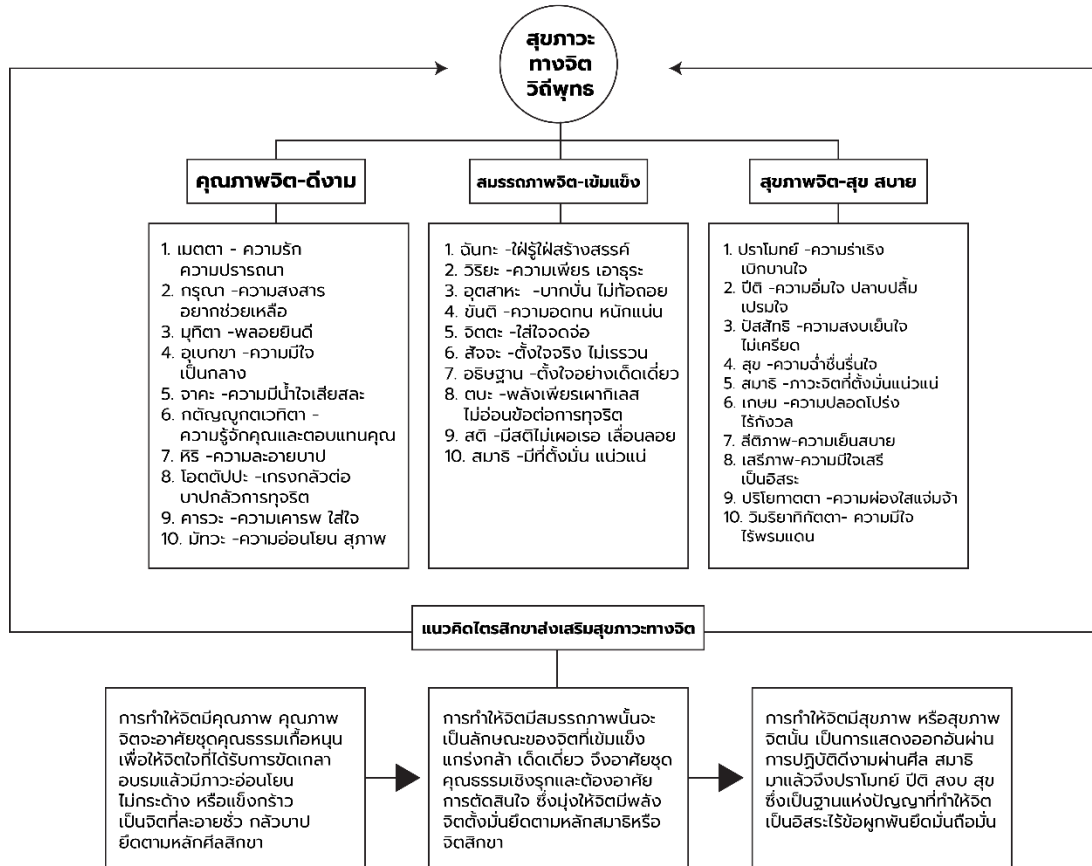 สุขภาวะ
ทางจิต
วิถีพุทธ
คุณภาพจิต-ดีงาม
1. เมตตา - ความรัก
ความปรารถนา
2. กรุณา -ความสงสาร
อยากช่วยเหลือ
3. มุทิตา -พลอยยินดี
4. อุเบกขา -ความมีใจ
เป็นกลาง
5. จาคะ -ความมีน้ำใจเสียสละ
6. กตัญญูกตเวทิตา -
ความรู้จักคุณและตอบแทนคุณ
7. หิริ -ความละอายบาป
8. โอตตัปปะ -เกรงกลัวต่อ
บาปกลัวการทุจริต
9. คารวะ -ความเคารพ ใส่ใจ
10. มัทวะ -ความอ่อนโยน สุภาพ
สมรรถภาพจิต-เข้มแข็ง
1. ฉันทะ -ใฝ่รู้ใฝ่สร้างสรรค์
2. วิริยะ -ความเพียร เอาธุระ
3. อุตสาหะ -บากบั่น ไม่ท้อถอย
4. ขันติ -ความอดทน หนักแน่น
5. จิตตะ -ใส่ใจจดจ่อ
6. สัจจะ -ตั้งใจจริง ไม่เรรวน
7. อธิษฐาน -ตั้งใจอย่างเด็ดเดี่ยว
8. ตบะ -พลังเพียรเผากิเลส
ไม่อ่อนข้อต่อการทุจริต
9. สติ -มีสติไม่เผอเรอ เลื่อนลอย
10. สมาธิ -มีที่ตั้งมั่น แน่วแน่
สุขภาพจิต-สุข สบาย
1. ปราโมทย์ -ความร่าเริง
เบิกบานใจ
2. ปีติ -ความอิ่มใจ ปลาบปลื้ม
เปรมใจ
3. ปัสสัทธิ -ความสงบเย็นใจ
ไม่เครียด
4. สุข -ความฉ่ำชื่นรื่นใจ
5. สมาธิ -ภาวะจิตที่ตั้งมั่นแน่วแน่
6. เกษม -ความปลอดโปร่ง
ไร้กังวล
7. สีติภาพ-ความเย็นสบาย
8. เสรีภาพ-ความมีใจเสรี
เป็นอิสระ
9. ปริโยทาตตา -ความผ่องใสแจ่มจ้า
10. วิมริยาทิกัตตา- ความมีใจ
ไร้พรมแดน
แนวคิดไตรสิกขาส่งเสริมสุขภาวะทางจิต
การทำให้จิตมีคุณภาพ คุณภาพ
จิตจะอาศัยชุดคุณธรรมเกื้อหนุน
เพื่อให้จิตใจที่ได้รับการขัดเกลา
อบรมแล้วมีภาวะอ่อนโยน
ไม่กระด้าง หรือแข็งกร้าว
เป็นจิตที่ละอายชั่ว กลัวบาป
ยึดตามหลักศีลสิกขา
การทำให้จิตมีสมรรถภาพนั้นจะ
เป็นลักษณะของจิตที่เข้มแข็ง
แกร่งกล้า เด็ดเดี่ยว จึงอาศัยชุด
คุณธรรมเชิงรุกและต้องอาศัย
การตัดสินใจ ซึ่งมุ่งให้จิตมีพลัง
จิตตั้งมั่นยึดตามหลักสมาธิหรือ
จิตสิกขา
การทำให้จิตมีสุขภาพ หรือสุขภาพ
จิตนั้น เป็นการแสดงออกอันผ่าน
การปฏิบัติดีงามผ่านศีล สมาธิ
มาแล้วจึงปราโมทย์ ปีติ สงบ สุข
ซึ่งเป็นฐานแห่งปัญญาที่ทำให้จิต
เป็นอิสระไร้ข้อผูกพันยึดมั่นถือมั่น